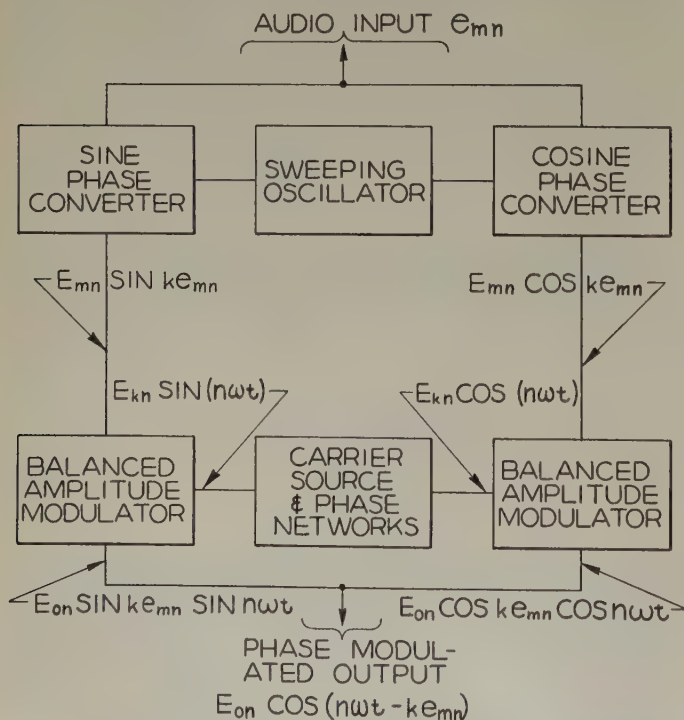 AUDIO INPUT emn
SINE
PHASE
CONVERTER
SWEEPING
OSCILLATOR
COSINE
PHASE
CONVERTER
Emn SIN kemn
Emn COS kemn
Ekn SIN (nωt)
Ekn COS (nωt)
BALANCED
AMPLITUDE
MODULATOR
CARRIER
SOURCE
& PHASE
NETWORKS
BALANCED
AMPLITUDE
MODULATOR
Eon SIN kemn SIN nωt
Eon COS kemn COS nωt
PHASE MODUL-
ATED OUTPUT
Eon COS (nωt - kemn)